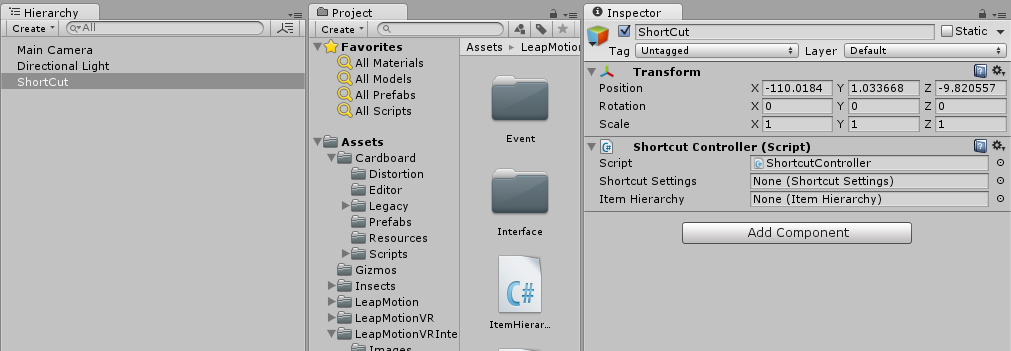 Hierarchy
Create
All
Main Camera
Directional Light
ShortCut
Project
Create
Favorites
All Materials
All Models
All Prefabs
All Scripts
Assets
Cardboard
Distortion
Editor
Legacy
Prefabs
Resources
Scripts
Gizmos
Insects
LeapMotion
LeapMotionVR
LeapMotionVRInte
Images
Assets LeapMotion
Event
Interface
C#
ItemHierar...
Inspector
ShortCut
Static
Tag Untagged Layer Default
Transform
Position X -110.0184 Y 1.033668 Z -9.820557
Rotation X 0 Y 0 Z 0
Scale X 1 Y 1 Z 1
C# Shortcut Controller (Script)
Script ShortcutController
Shortcut Settings None (Shortcut Settings)
Item Hierarchy None (Item Hierarchy)
Add Component